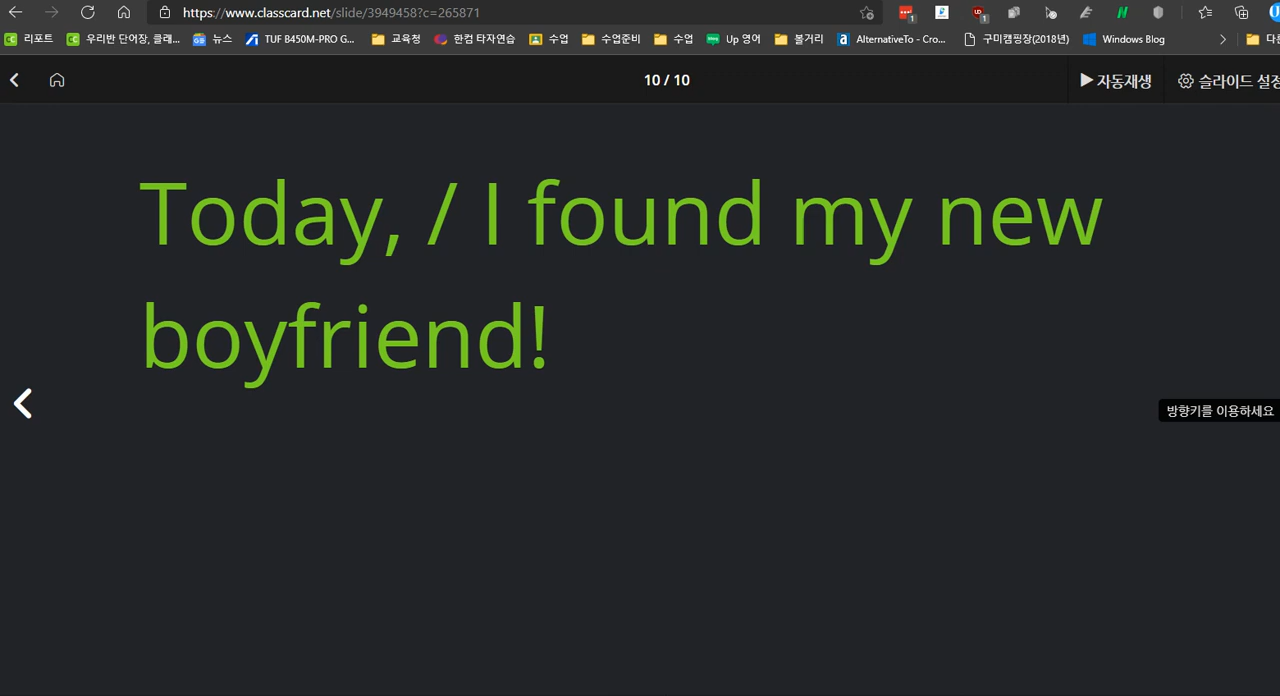 https://www.classcard.net/slide/3949458?c=265871
리포트 우리반 단어장, 클래... 뉴스 TUF B450M-PRO G... 교육청 한컴 타자연습 수업 수업준비 수업 Up 영어 볼거리 AlternativeTo - Cro... 구미캠핑장(2018년) Windows Blog
10 / 10 자동재생 슬라이드 설정
Today, / I found my new
boyfriend!
방향키를 이용하세요